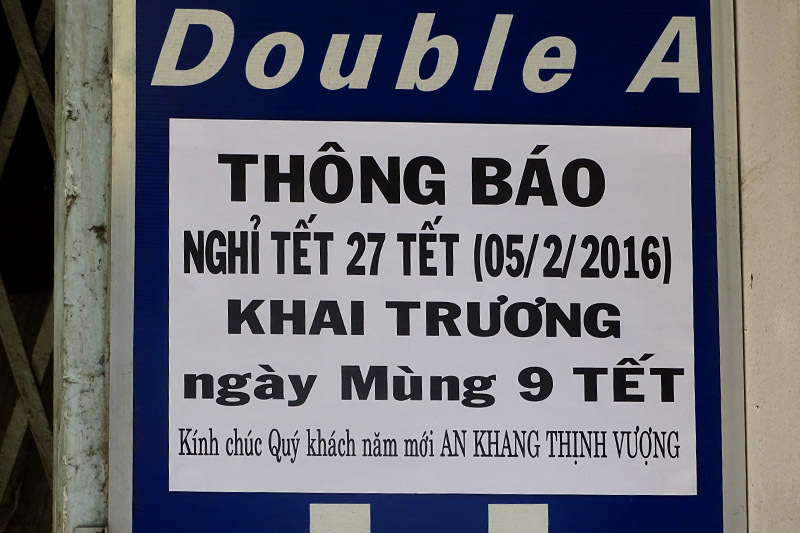 Double A
THÔNG BÁO
NGHỈ TẾT 27 TẾT (05/2/2016)
KHAI TRƯƠNG
ngày Mùng 9 TẾT
Kính chúc Quý khách năm mới AN KHANG THỊNH VƯỢNG